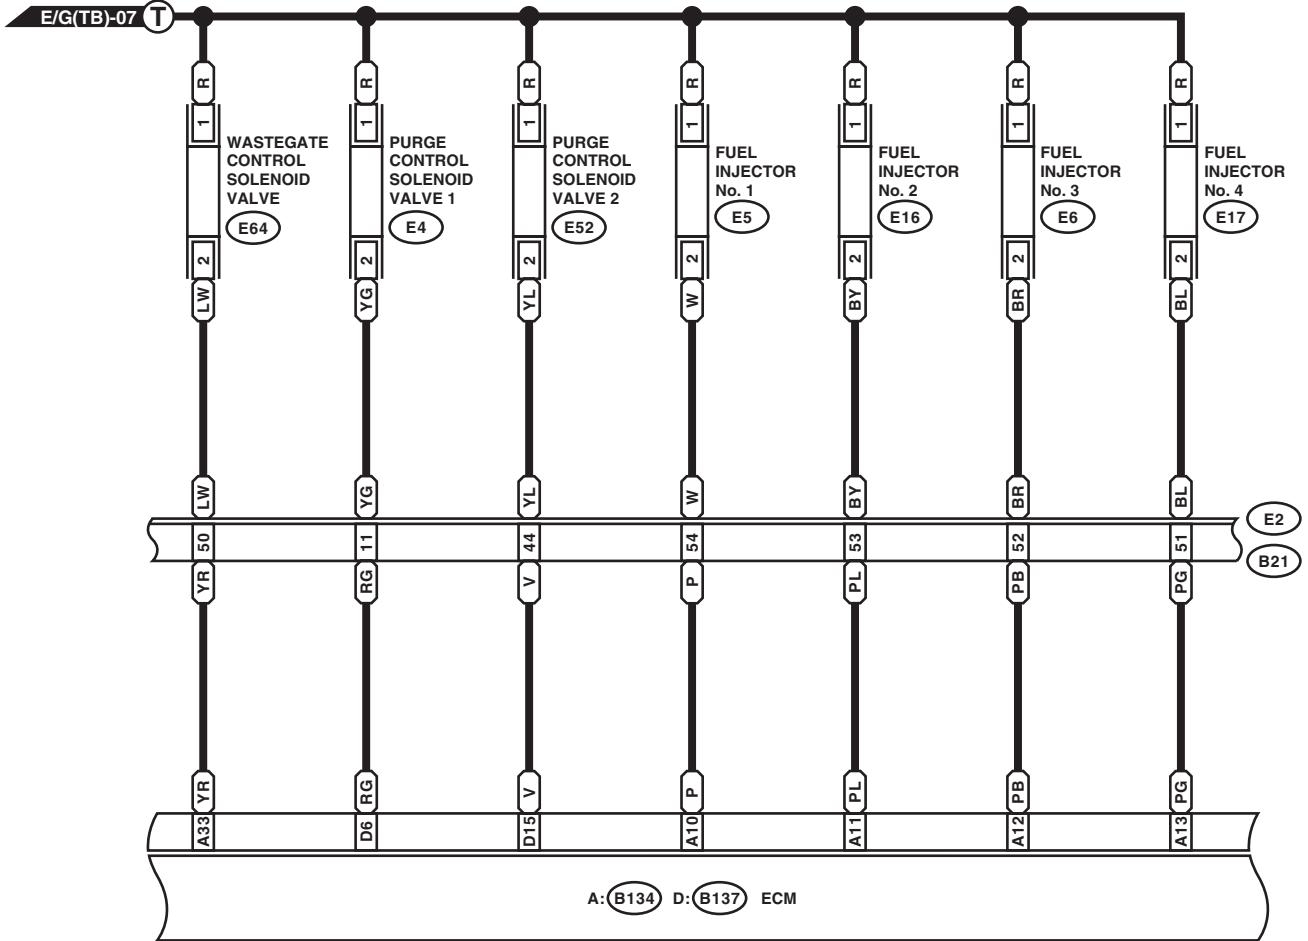 E/G(TB)-07 T
R R R R R R R
1 1 1 1 1 1 1
WASTEGATE
CONTROL
SOLENOID
VALVE
E64
PURGE
CONTROL
SOLENOID
VALVE 1
E4
PURGE
CONTROL
SOLENOID
VALVE 2
E52
FUEL
INJECTOR
No. 1
E5
FUEL
INJECTOR
No. 2
E16
FUEL
INJECTOR
No. 3
E6
FUEL
INJECTOR
No. 4
E17
2 2 2 2 2 2 2
LW YG YL W BY BR BL
LW YG YL W BY BR BL
E2
50 11 44 54 53 52 51
B21
YR RG V P PL PB PG
YR RG V P PL PB PG
A33 D6 D15 A10 A11 A12 A13
A: B134 D: B137 ECM